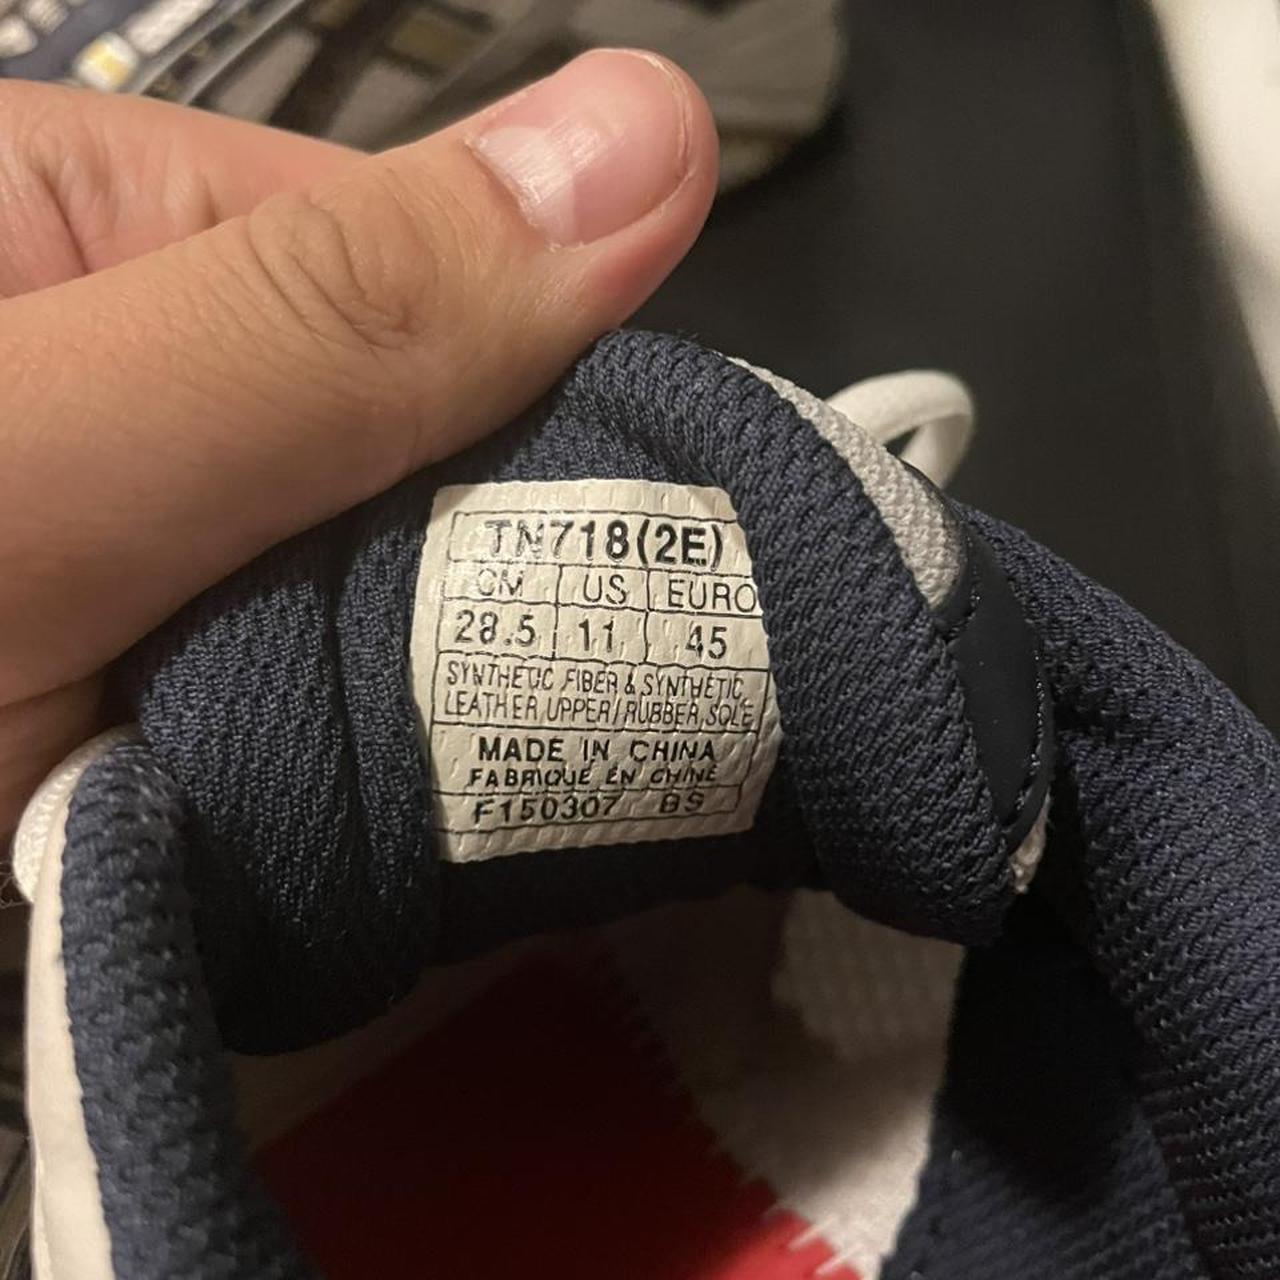 TN718(2E)
CM US EURO
28.5 11 45
SYNTHETIC FIBER & SYNTHETIC
LEATHER UPPER/RUBBER SOLE
MADE IN CHINA
FABRIQUÉ EN CHINE
F150307 BS